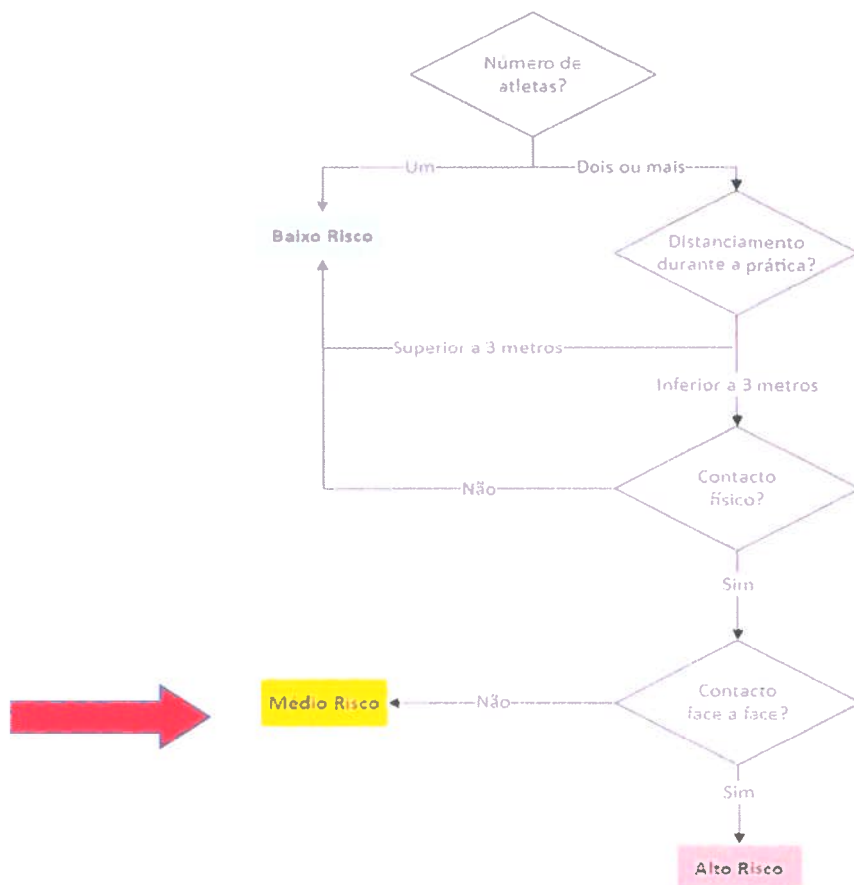 Número de
atletas?
Um
Dois ou mais
Baixo Risco
Distanciamento
durante a prática?
Superior a 3 metros
Inferior a 3 metros
Contacto
físico?
Não
Sim
Médio Risco
Não
Contacto
face a face?
Sim
Alto Risco